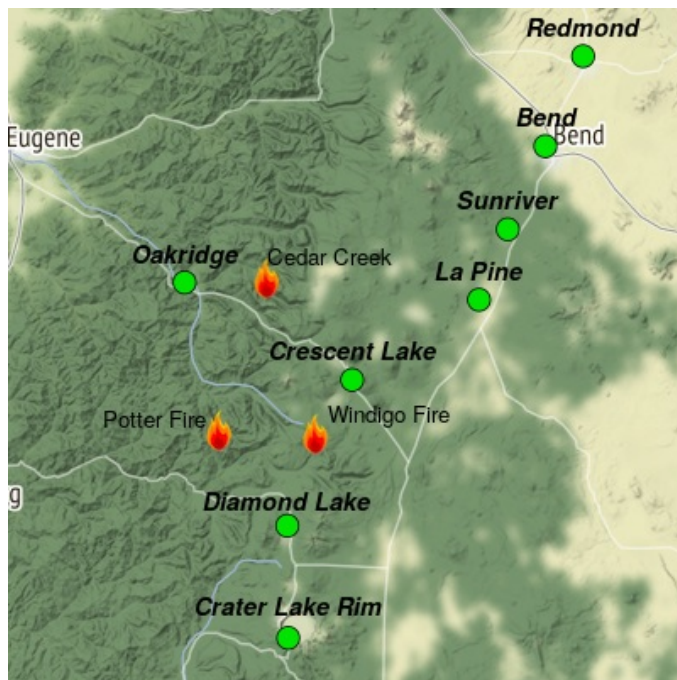 Redmond
Bend
Bend
Eugene
Sunriver
Oakridge
Cedar Creek
La Pine
Crescent Lake
Potter Fire
Windigo Fire
g
Diamond Lake
Crater Lake Rim